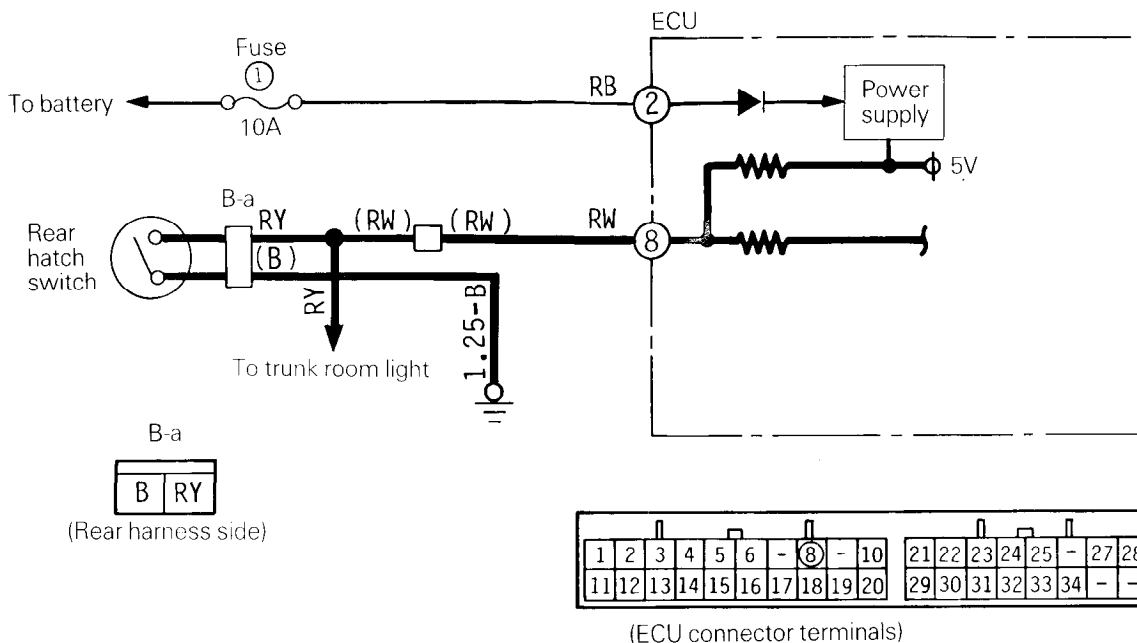 ECU
Fuse
1
To battery
10A
RB
2
Power
supply
5V
B-a
Rear
hatch
switch
RY
(RW)
(RW)
RW
8
(B)
RY
1.25-B
To trunk room light
B-a
B RY
(Rear harness side)
1 2 3 4 5 6 - 8 - 10
11 12 13 14 15 16 17 18 19 20
21 22 23 24 25 - 27 28
29 30 31 32 33 34 - -
(ECU connector terminals)